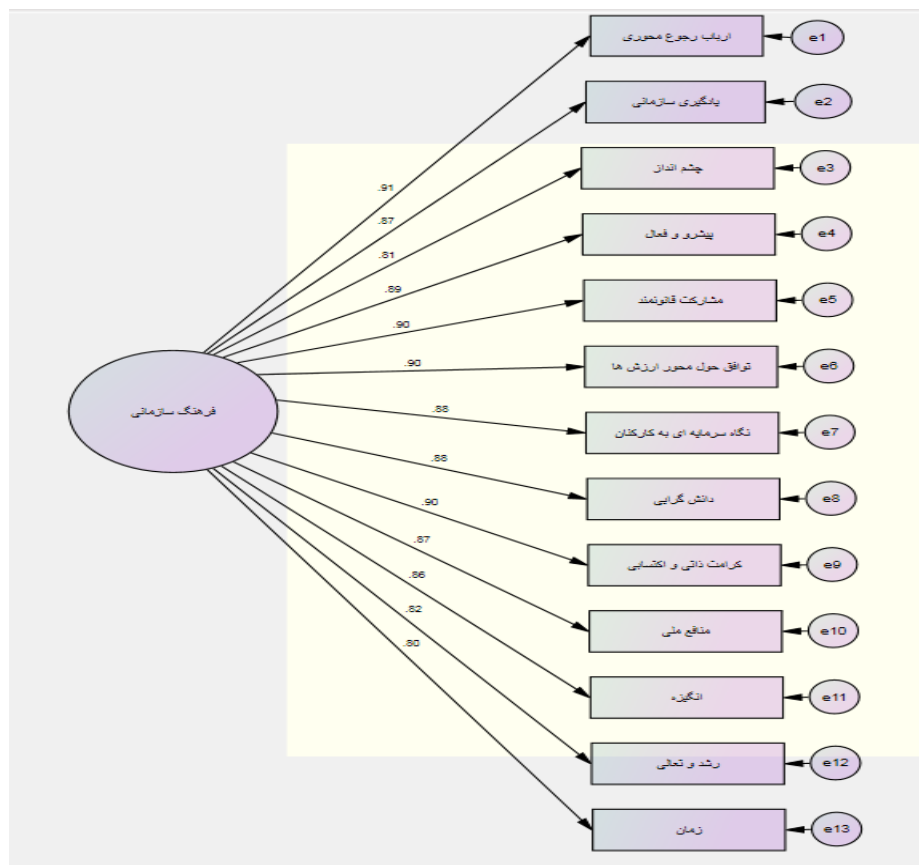 ارباب رجوع محوری
e1
یادگیری سازمانی
e2
چشم انداز
e3
پیشرو و فعال
e4
مشارکت قانونمند
e5
توافق حول محور ارزش ها
e6
نگاه سرمایه ای به کارکنان
e7
دانش گرایی
e8
کرامت ذاتی و اکتسابی
e9
منافع ملی
e10
انگیزه
e11
رشد و تعالی
e12
زمان
e13
فرهنگ سازمانی
.91
.87
.81
.89
.90
.90
.88
.88
.90
.87
.86
.82
.80